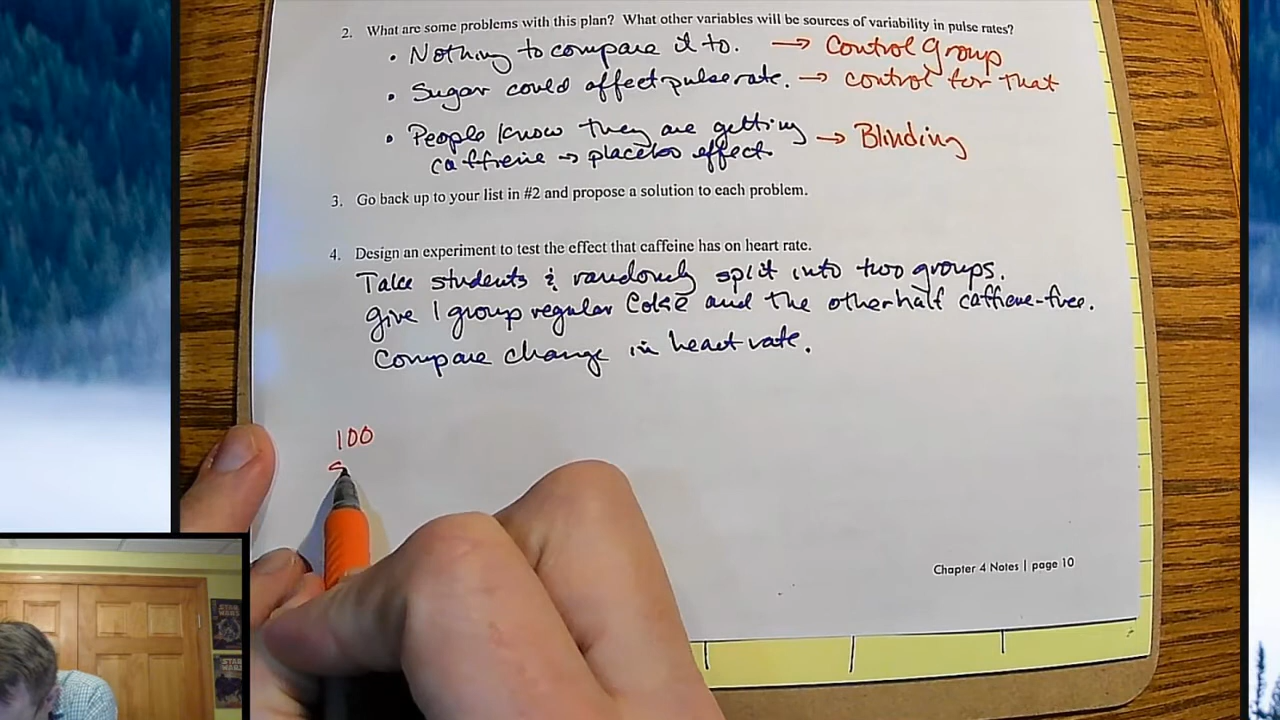 2. What are some problems with this plan? What other variables will be sources of variability in pulse rates?
• Nothing to compare it to. → Control Group
• Sugar could affect pulse rate. → control for That
• People know they are getting → Blinding
caffeine → placebo effect.
3. Go back up to your list in #2 and propose a solution to each problem.
4. Design an experiment to test the effect that caffeine has on heart rate.
Take students & randomly split into two groups.
Give 1 group regular Coke and the other half caffiene-free.
Compare change in heart rate.
100
Chapter 4 Notes | page 10
STAR WARS
STAR WARS